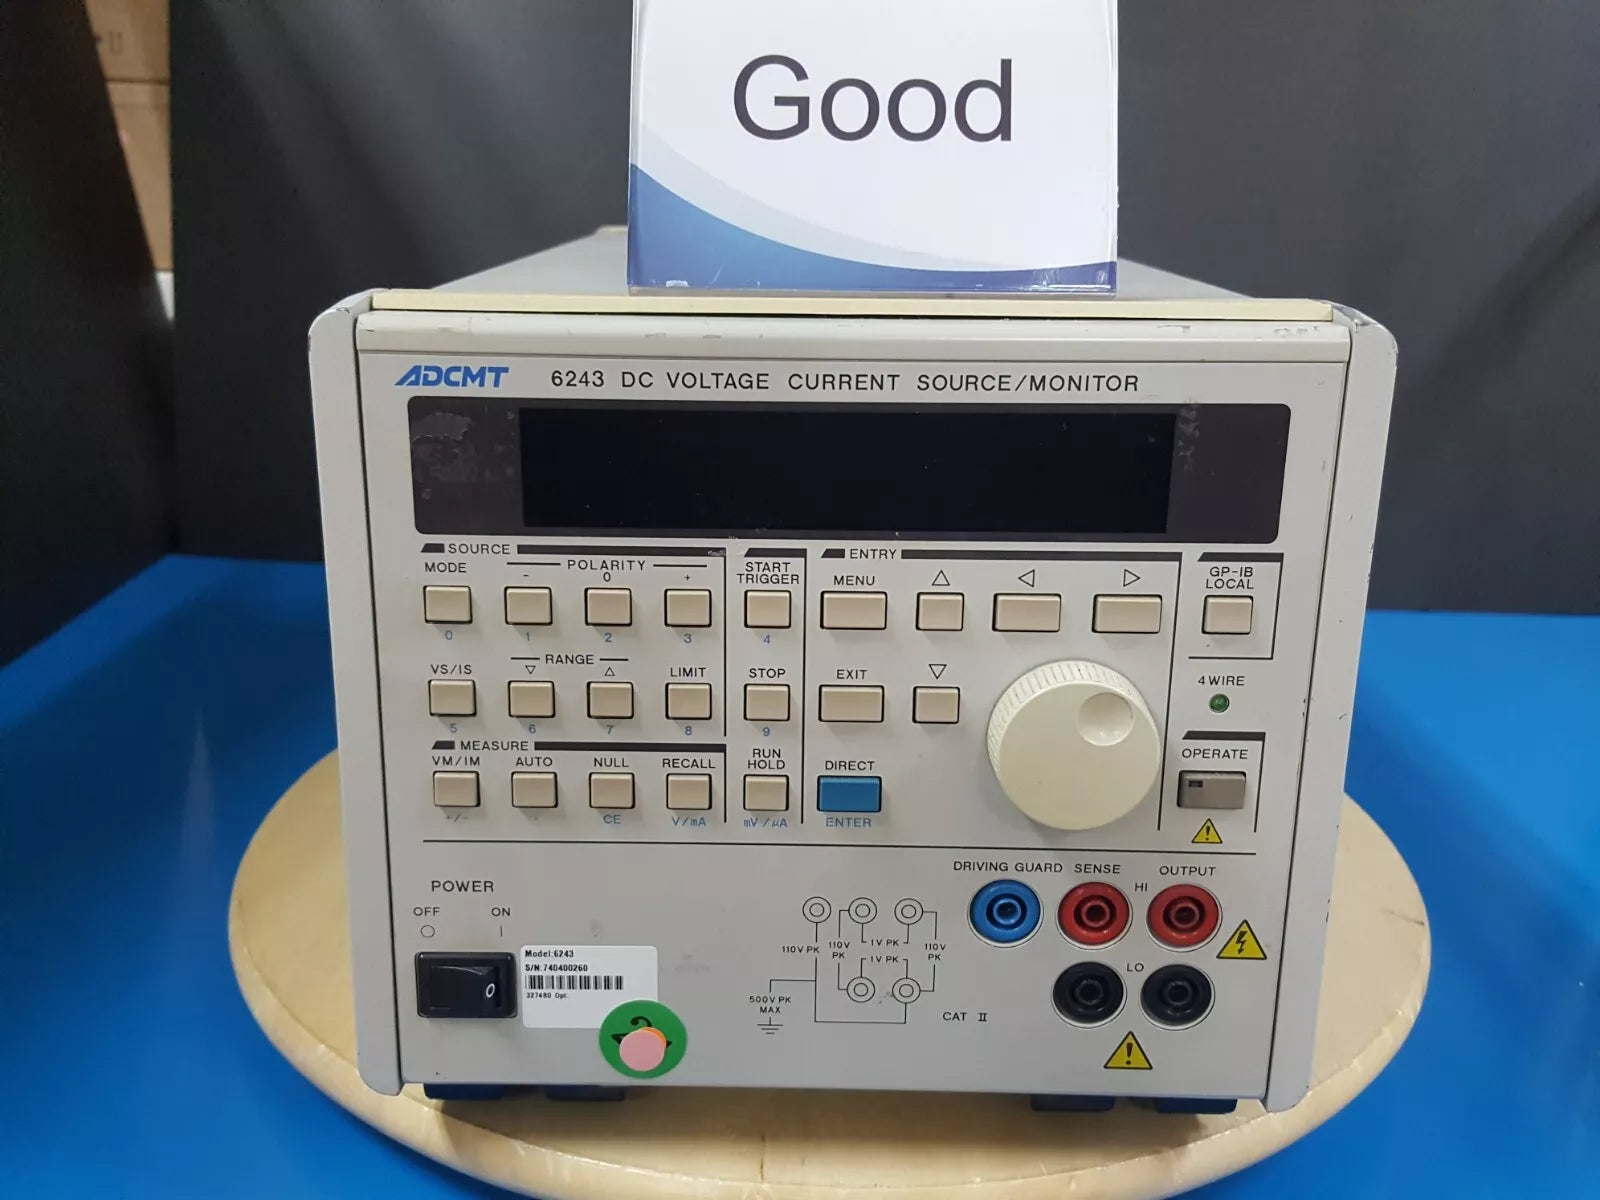 Good
ADCMT 6243 DC VOLTAGE CURRENT SOURCE/MONITOR
SOURCE
MODE
POLARITY
- 0 +
START
TRIGGER
ENTRY
MENU
GP-IB
LOCAL
0 1 2 3 4
VS/IS
RANGE
LIMIT
STOP
EXIT
4 WIRE
5 6 7 8 9
MEASURE
VM/IM AUTO NULL RECALL
RUN
HOLD
DIRECT
OPERATE
+/- . CE V/mA mV/μA ENTER
POWER
OFF ON
DRIVING GUARD SENSE OUTPUT
HI
LO
110V PK
110V
PK
1V PK
1V PK
110V
PK
500V PK
MAX
CAT II
Model:6243
S/N:740400260
327480 Opt: